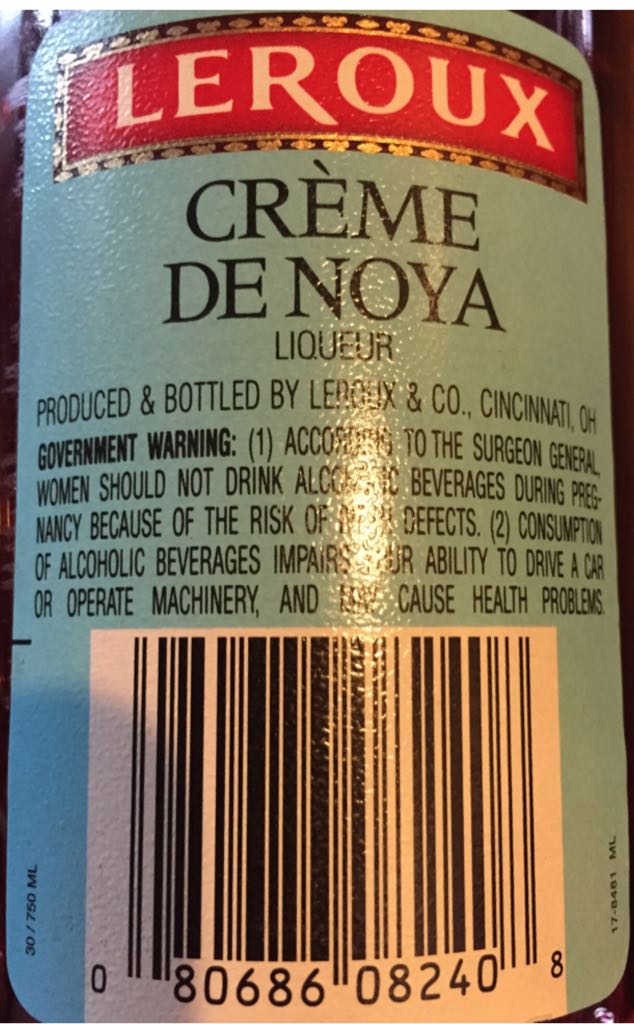 LEROUX
CRÈME
DE NOYA
LIQUEUR
PRODUCED & BOTTLED BY LEROUX & CO., CINCINNATI, OH
GOVERNMENT WARNING: (1) ACCORDING TO THE SURGEON GENERAL,
WOMEN SHOULD NOT DRINK ALCOHOLIC BEVERAGES DURING PREG-
NANCY BECAUSE OF THE RISK OF BIRTH DEFECTS. (2) CONSUMPTION
OF ALCOHOLIC BEVERAGES IMPAIRS YOUR ABILITY TO DRIVE A CAR
OR OPERATE MACHINERY, AND MAY CAUSE HEALTH PROBLEMS.
30 / 750 ML
17-8481 ML
0 80686 08240 8